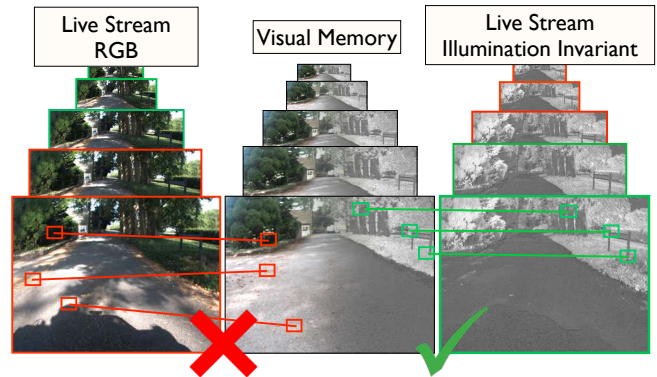 Live Stream
RGB
Visual Memory
Live Stream
Illumination Invariant